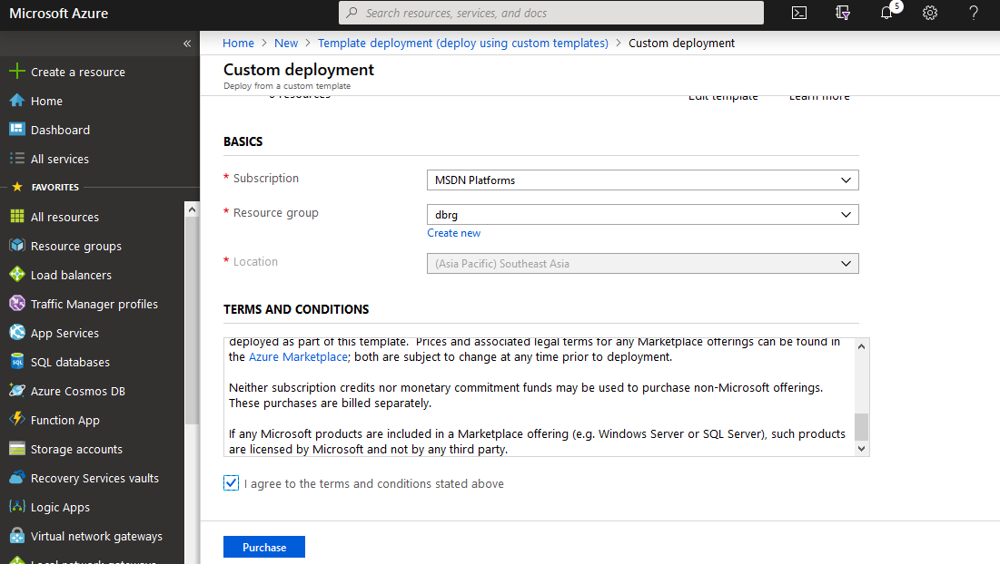 Microsoft Azure
Search resources, services, and docs
5
Create a resource
Home
Dashboard
All services
FAVORITES
All resources
Resource groups
Load balancers
Traffic Manager profiles
App Services
SQL databases
Azure Cosmos DB
Function App
Storage accounts
Recovery Services vaults
Logic Apps
Virtual network gateways
Local network gateways
Home > New > Template deployment (deploy using custom templates) > Custom deployment
Custom deployment
Deploy from a custom template
0 resources
Edit template Learn more
BASICS
* Subscription
MSDN Platforms
* Resource group
dbrg
Create new
* Location
(Asia Pacific) Southeast Asia
TERMS AND CONDITIONS
deployed as part of this template. Prices and associated legal terms for any Marketplace offerings can be found in
the Azure Marketplace; both are subject to change at any time prior to deployment.
Neither subscription credits nor monetary commitment funds may be used to purchase non-Microsoft offerings.
These purchases are billed separately.
If any Microsoft products are included in a Marketplace offering (e.g. Windows Server or SQL Server), such products
are licensed by Microsoft and not by any third party.
I agree to the terms and conditions stated above
Purchase